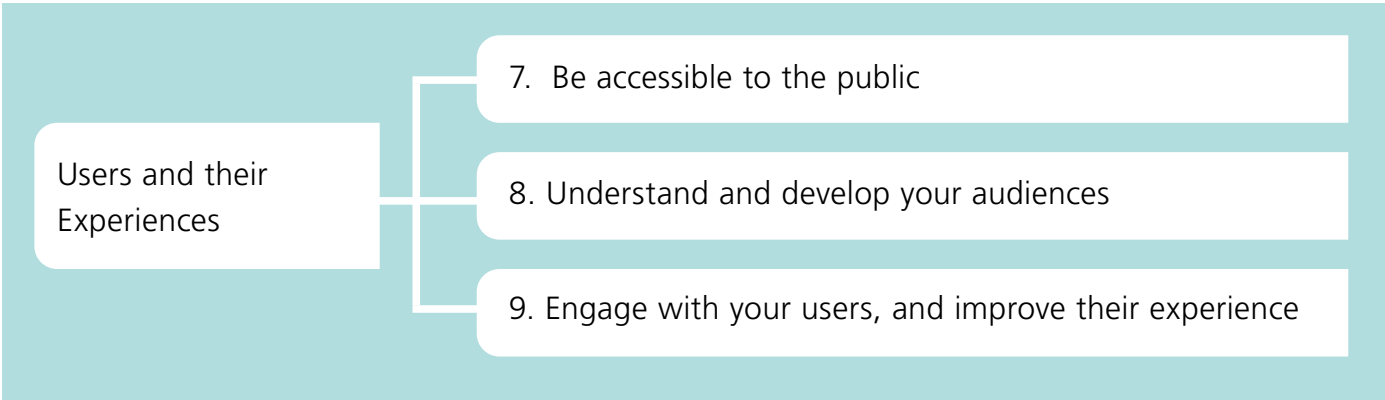 Users and their
Experiences
7. Be accessible to the public
8. Understand and develop your audiences
9. Engage with your users, and improve their experience